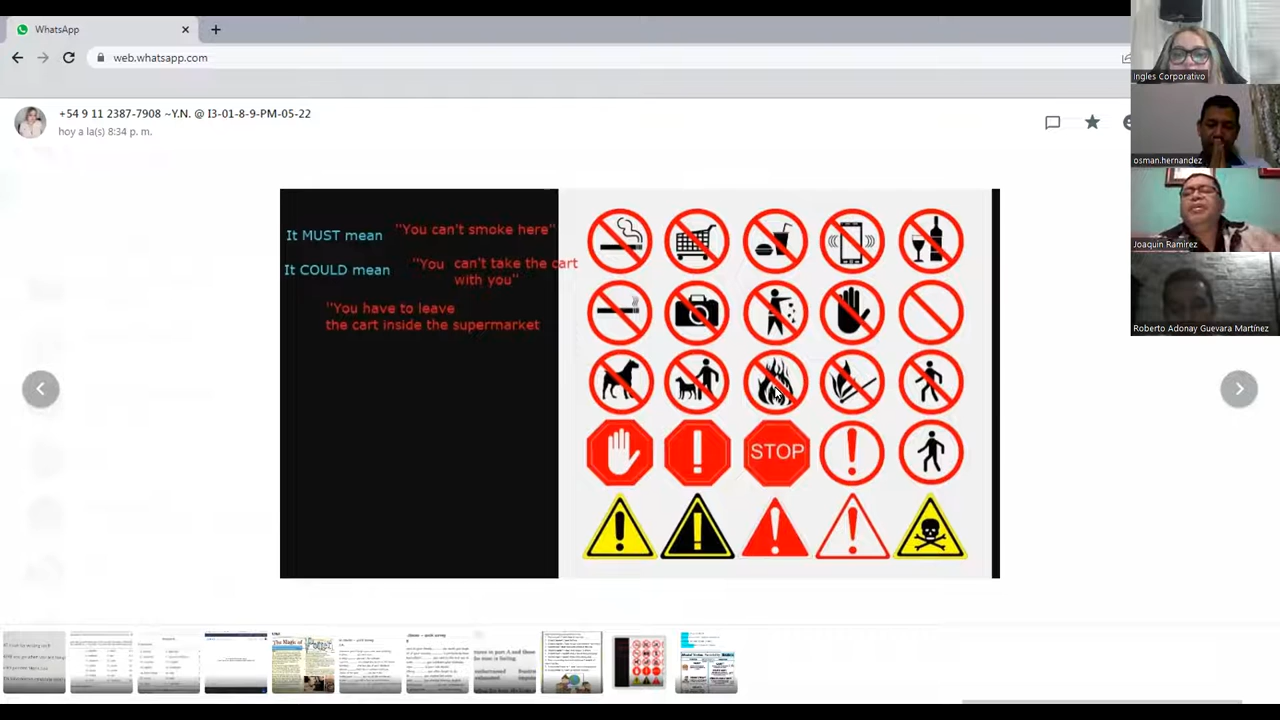 WhatsApp
web.whatsapp.com
+54 9 11 2387-7908 ~Y.N. @ I3-01-8-9-PM-05-22
hoy a la(s) 8:34 p. m.
It MUST mean "You can't smoke here"
It COULD mean "You can't take the cart
with you"
"You have to leave
the cart inside the supermarket
STOP
Ingles Corporativo
osman.hernandez
Joaquin Ramirez
Roberto Adonay Guevara Martínez